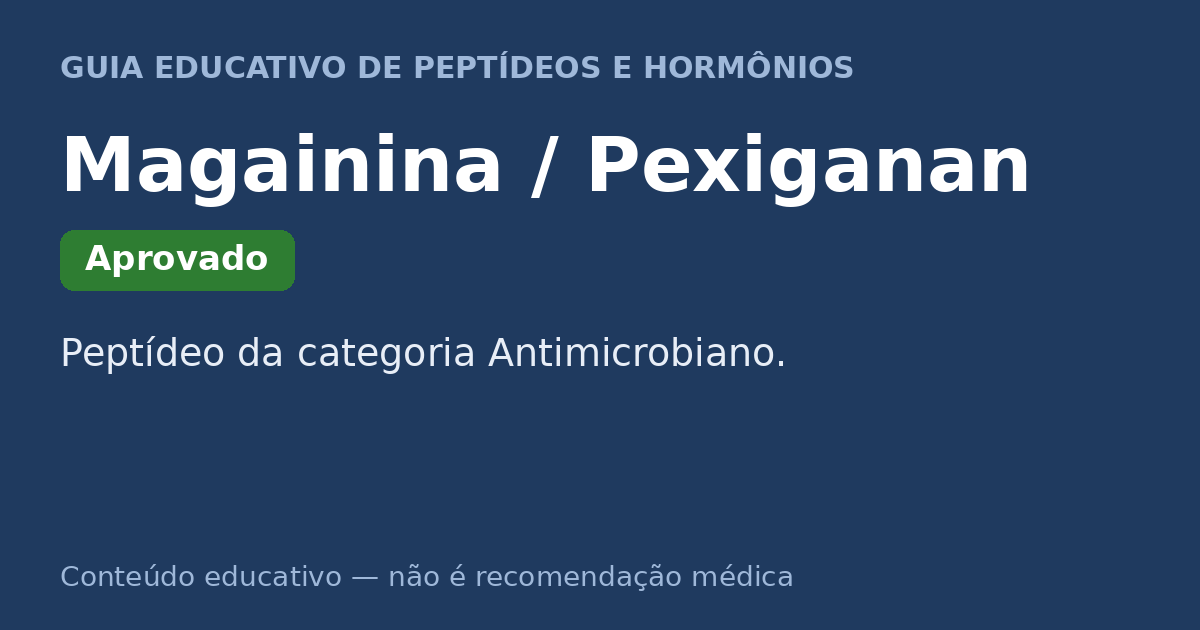 GUIA EDUCATIVO DE PEPTÍDEOS E HORMÔNIOS
Magainina / Pexiganan
Aprovado
Peptídeo da categoria Antimicrobiano.
Conteúdo educativo — não é recomendação médica